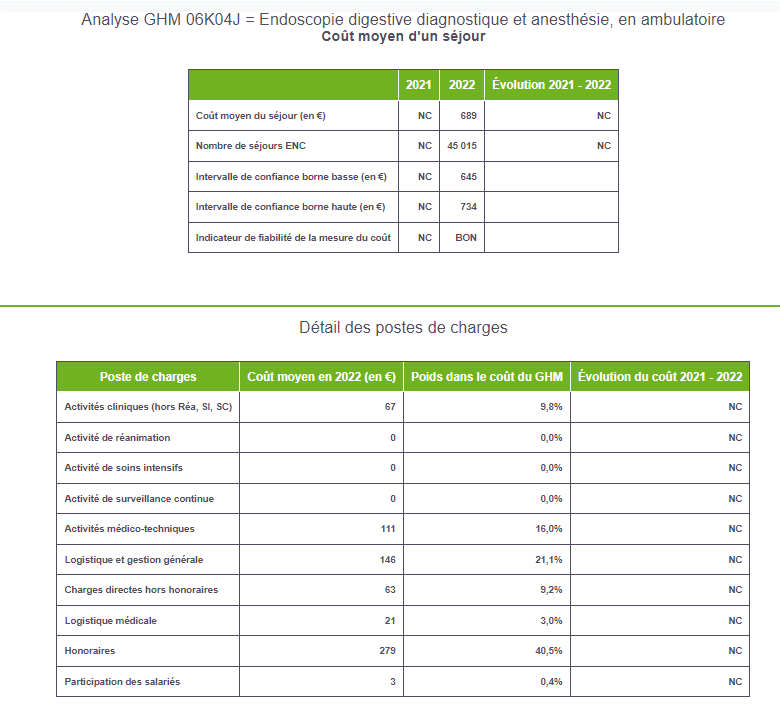 Analyse GHM 06K04J = Endoscopie digestive diagnostique et anesthésie, en ambulatoire
Coût moyen d'un séjour
2021 2022 Évolution 2021 - 2022
Coût moyen du séjour (en €) NC 689 NC
Nombre de séjours ENC NC 45 015 NC
Intervalle de confiance borne basse (en €) NC 645
Intervalle de confiance borne haute (en €) NC 734
Indicateur de fiabilité de la mesure du coût NC BON
Détail des postes de charges
Poste de charges Coût moyen en 2022 (en €) Poids dans le coût du GHM Évolution du coût 2021 - 2022
Activités cliniques (hors Réa, SI, SC) 67 9,8% NC
Activité de réanimation 0 0,0% NC
Activité de soins intensifs 0 0,0% NC
Activité de surveillance continue 0 0,0% NC
Activités médico-techniques 111 16,0% NC
Logistique et gestion générale 146 21,1% NC
Charges directes hors honoraires 63 9,2% NC
Logistique médicale 21 3,0% NC
Honoraires 279 40,5% NC
Participation des salariés 3 0,4% NC